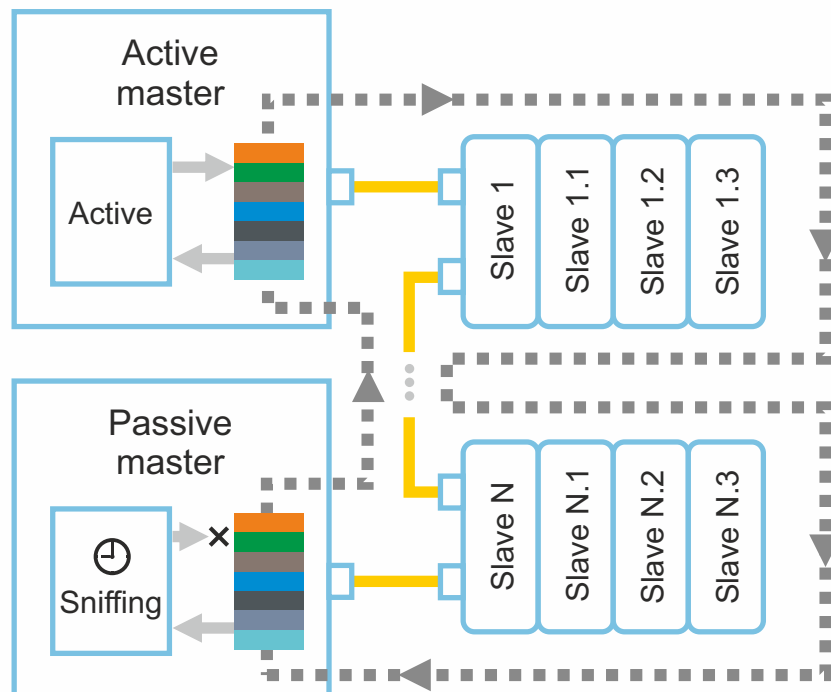 Active
master
Active
Slave 1
Slave 1.1
Slave 1.2
Slave 1.3
Passive
master
Sniffing
Slave N
Slave N.1
Slave N.2
Slave N.3